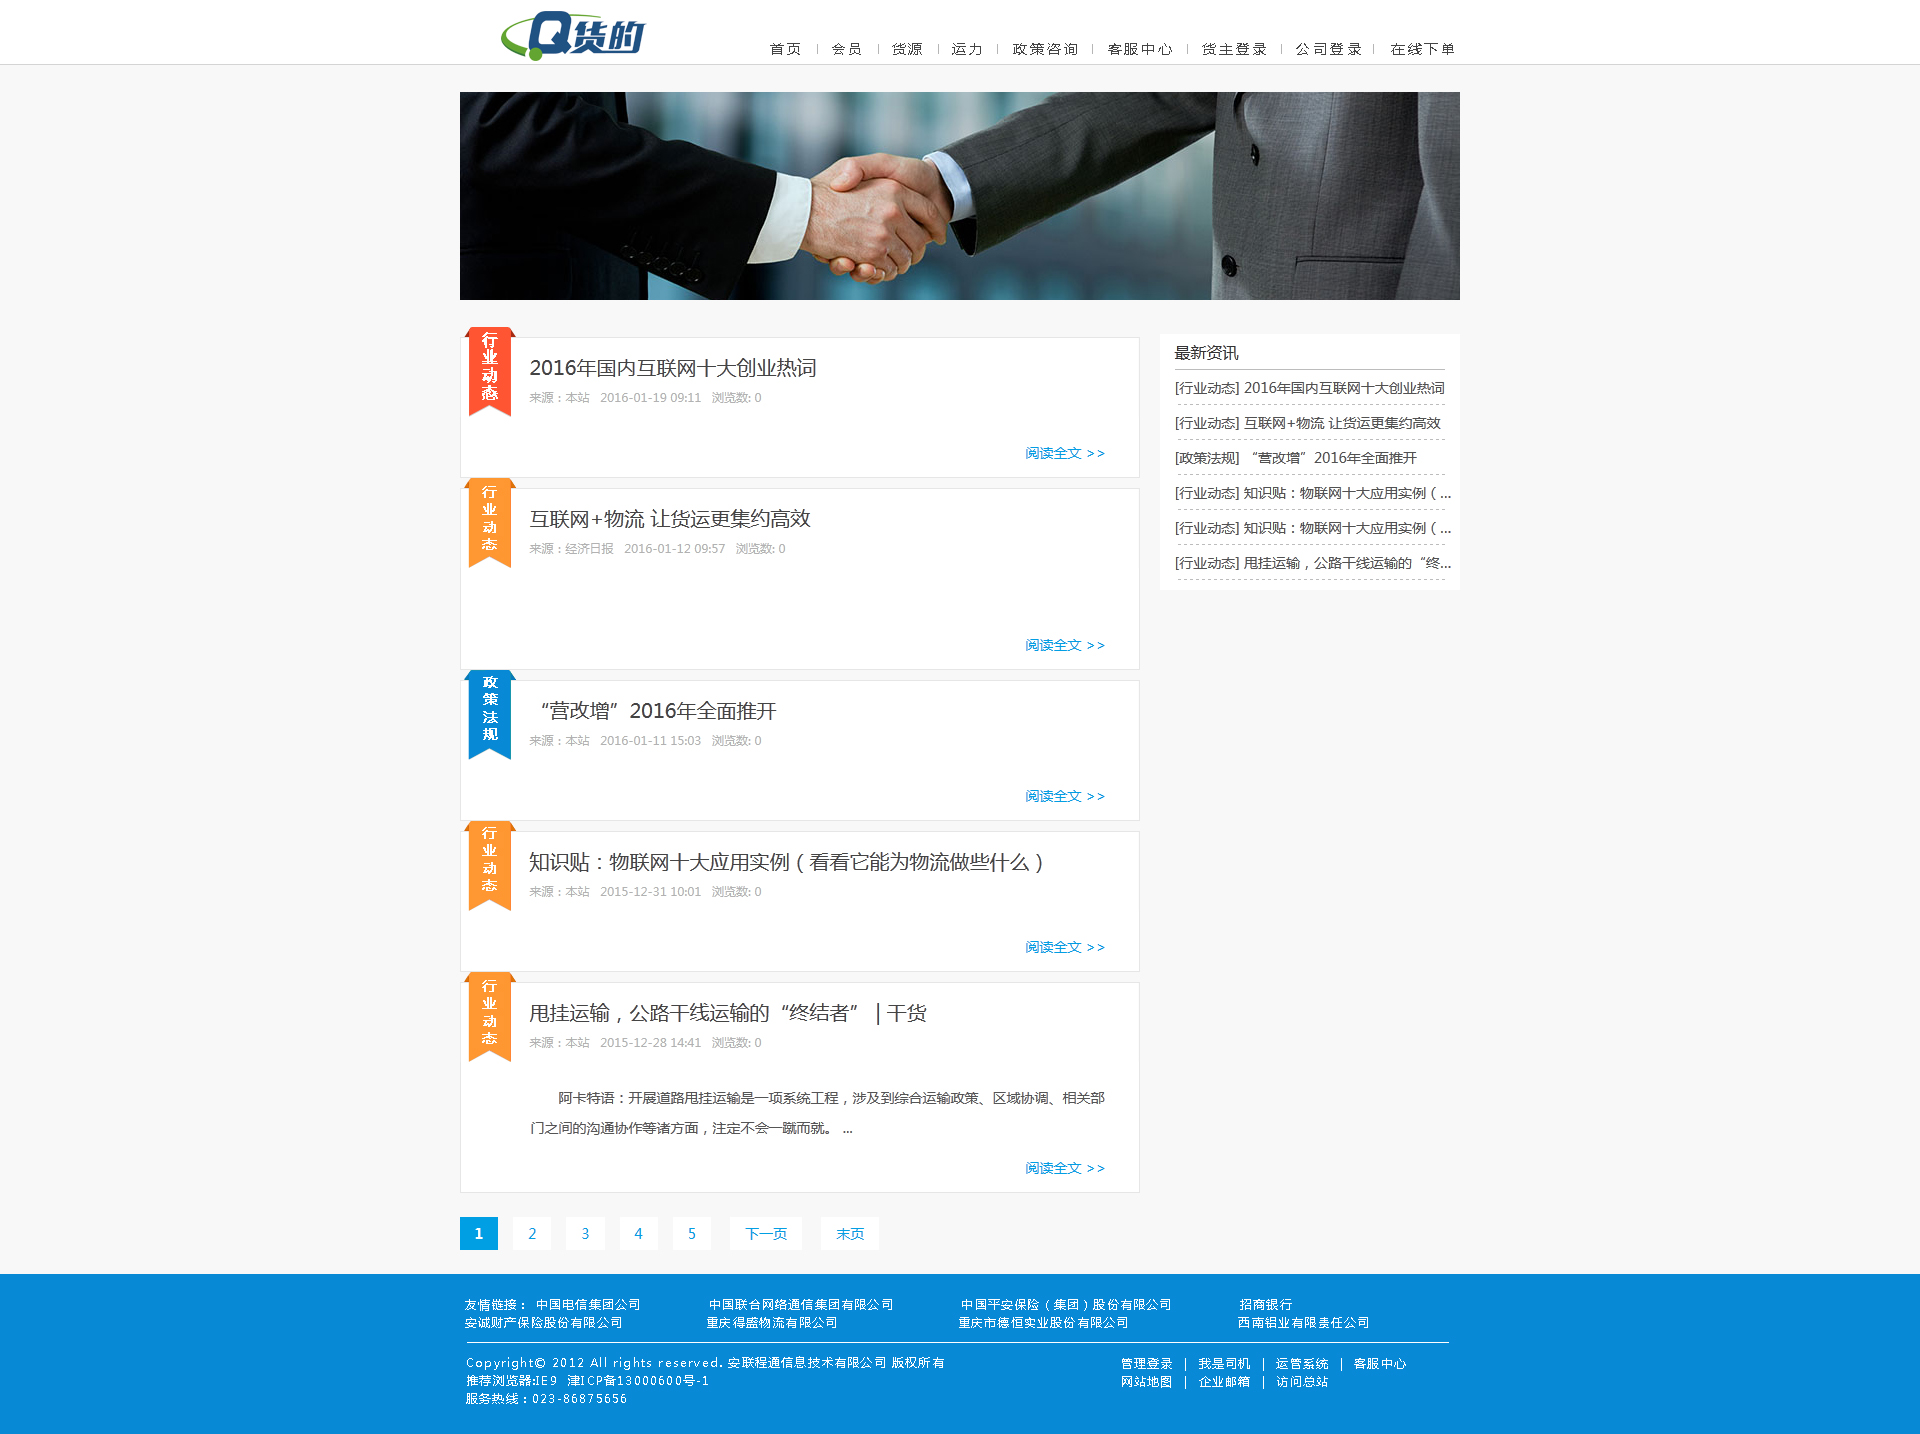 Q货的
首页 | 会员 | 货源 | 运力 | 政策咨询 | 客服中心 | 货主登录 | 公司登录 | 在线下单
行业动态
2016年国内互联网十大创业热词
来源：本站 2016-01-19 09:11 浏览数: 0
阅读全文 >>
行业动态
互联网+物流 让货运更集约高效
来源：经济日报 2016-01-12 09:57 浏览数: 0
阅读全文 >>
政策法规
“营改增”2016年全面推开
来源：本站 2016-01-11 15:03 浏览数: 0
阅读全文 >>
行业动态
知识贴：物联网十大应用实例（看看它能为物流做些什么）
来源：本站 2015-12-31 10:01 浏览数: 0
阅读全文 >>
行业动态
甩挂运输，公路干线运输的“终结者” | 干货
来源：本站 2015-12-28 14:41 浏览数: 0
阿卡特语：开展道路甩挂运输是一项系统工程，涉及到综合运输政策、区域协调、相关部
门之间的沟通协作等诸方面，注定不会一蹴而就。 ...
阅读全文 >>
最新资讯
[行业动态] 2016年国内互联网十大创业热词
[行业动态] 互联网+物流 让货运更集约高效
[政策法规] “营改增”2016年全面推开
[行业动态] 知识贴：物联网十大应用实例（...
[行业动态] 知识贴：物联网十大应用实例（...
[行业动态] 甩挂运输，公路干线运输的“终...
1 2 3 4 5 下一页 末页
友情链接： 中国电信集团公司 中国联合网络通信集团有限公司 中国平安保险（集团）股份有限公司 招商银行
安诚财产保险股份有限公司 重庆得盛物流有限公司 重庆市德恒实业股份有限公司 西南铝业有限责任公司
Copyright© 2012 All rights reserved. 安联程通信息技术有限公司 版权所有
推荐浏览器:IE9 津ICP备13000600号-1
服务热线：023-86875656
管理登录 | 我是司机 | 运管系统 | 客服中心
网站地图 | 企业邮箱 | 访问总站